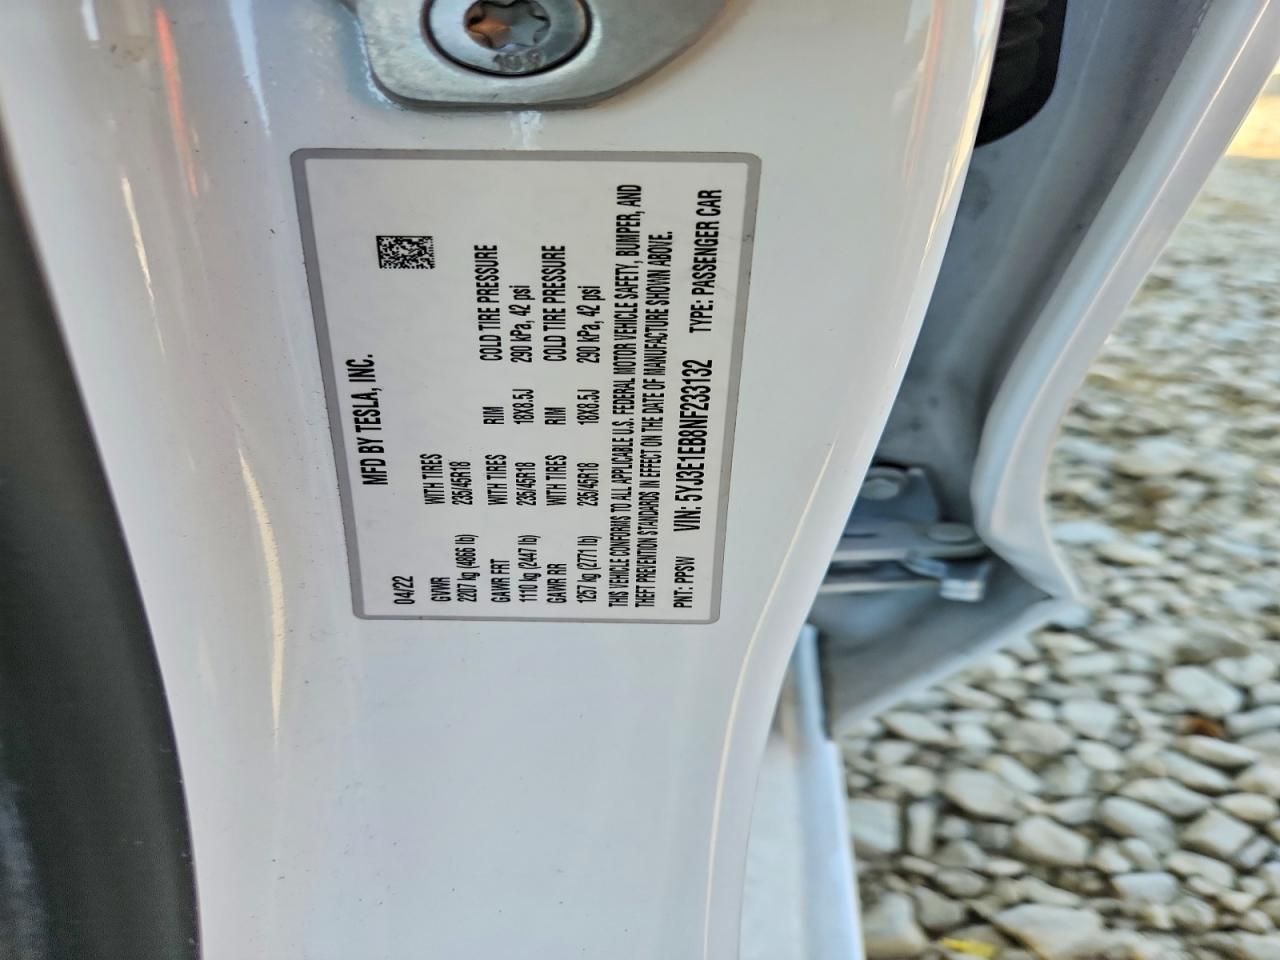 10.9
MFD BY TESLA, INC.
04/22
GVWR WITH TIRES RIM COLD TIRE PRESSURE
2207 kg (4866 lb) 235/45R18
GAWR FRT WITH TIRES 18X8.5J 290 kPa, 42 psi
1110 kg (2447 lb) 235/45R18
GAWR RR WITH TIRES RIM COLD TIRE PRESSURE
1257 kg (2771 lb) 235/45R18 18X8.5J 290 kPa, 42 psi
THIS VEHICLE CONFORMS TO ALL APPLICABLE U.S. FEDERAL MOTOR VEHICLE SAFETY, BUMPER, AND
THEFT PREVENTION STANDARDS IN EFFECT ON THE DATE OF MANUFACTURE SHOWN ABOVE.
PNT: PPSW VIN: 5YJ3E1EB8NF233132 TYPE: PASSENGER CAR